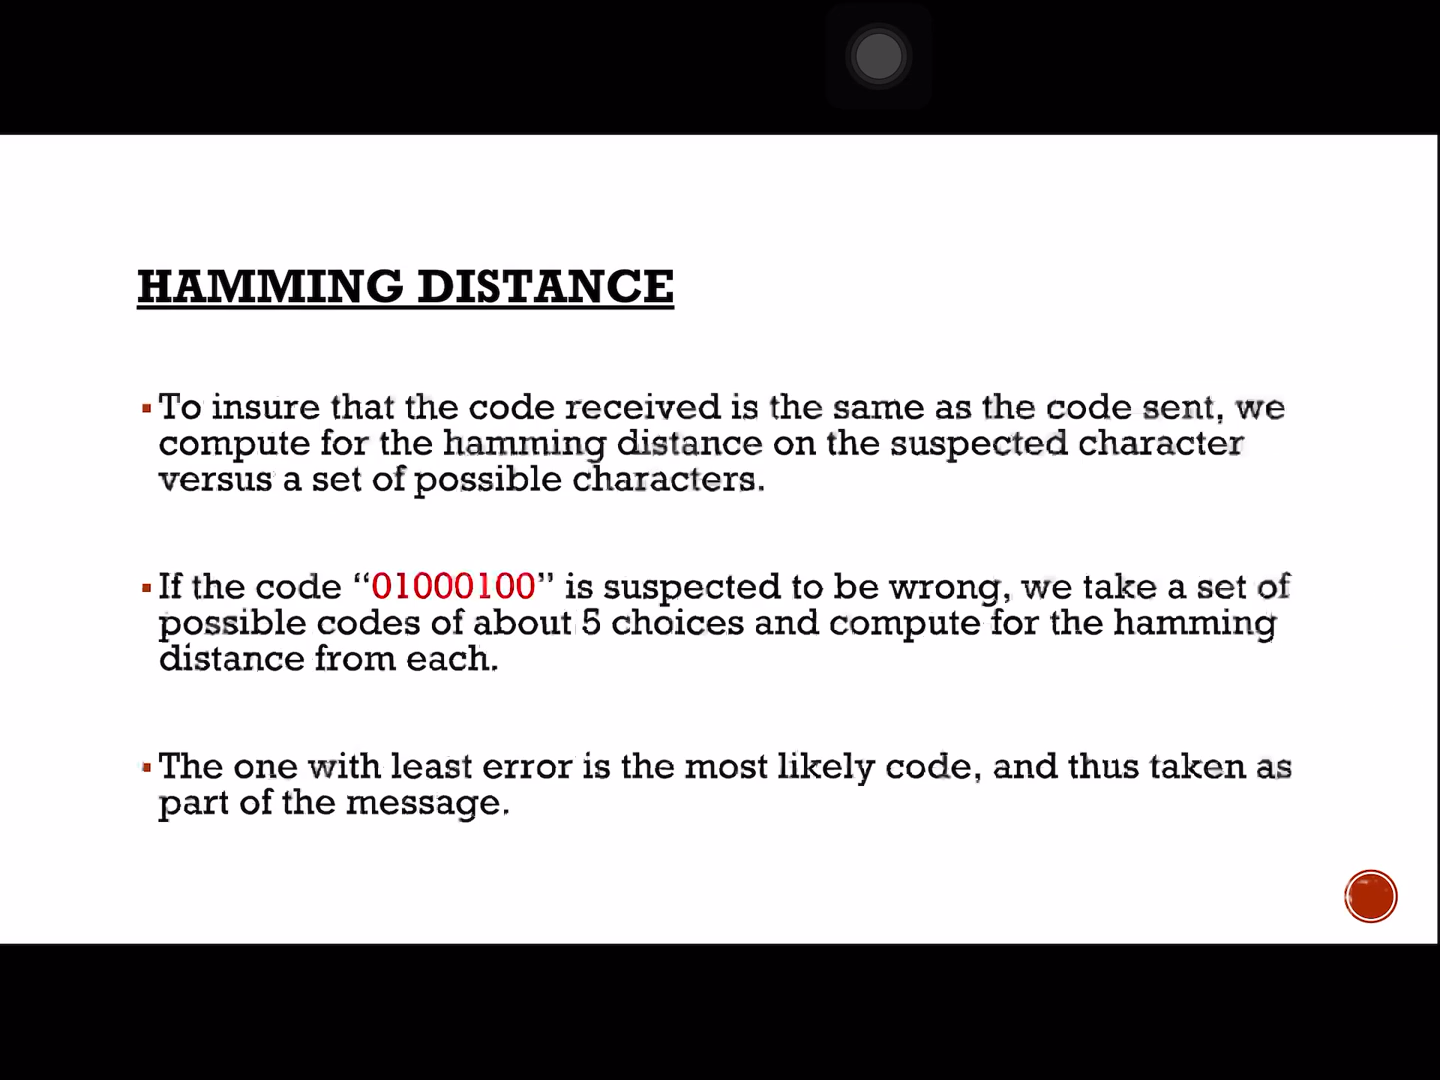 HAMMING DISTANCE
▪To insure that the code received is the same as the code sent, we
compute for the hamming distance on the suspected character
versus a set of possible characters.
▪If the code “01000100” is suspected to be wrong, we take a set of
possible codes of about 5 choices and compute for the hamming
distance from each.
▪The one with least error is the most likely code, and thus taken as
part of the message.